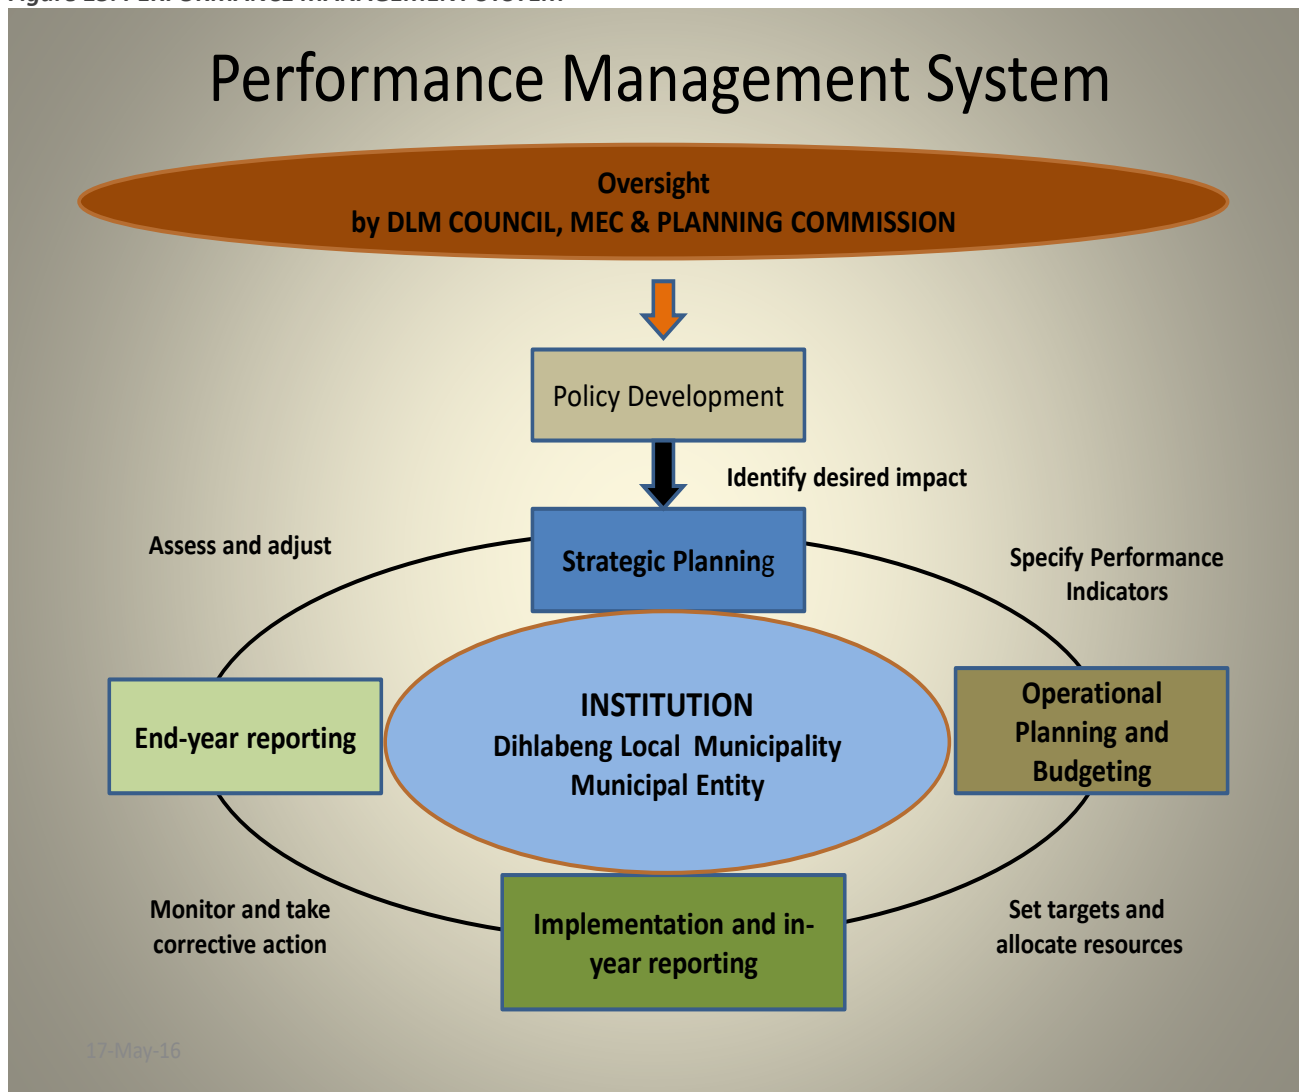 Performance Management System
Oversight
by DLM COUNCIL, MEC & PLANNING COMMISSION
Policy Development
Identify desired impact
Assess and adjust
Strategic Planning
Specify Performance
Indicators
End-year reporting
INSTITUTION
Dihlabeng Local Municipality
Municipal Entity
Operational
Planning and
Budgeting
Monitor and take
corrective action
Implementation and in-
year reporting
Set targets and
allocate resources
17-May-16